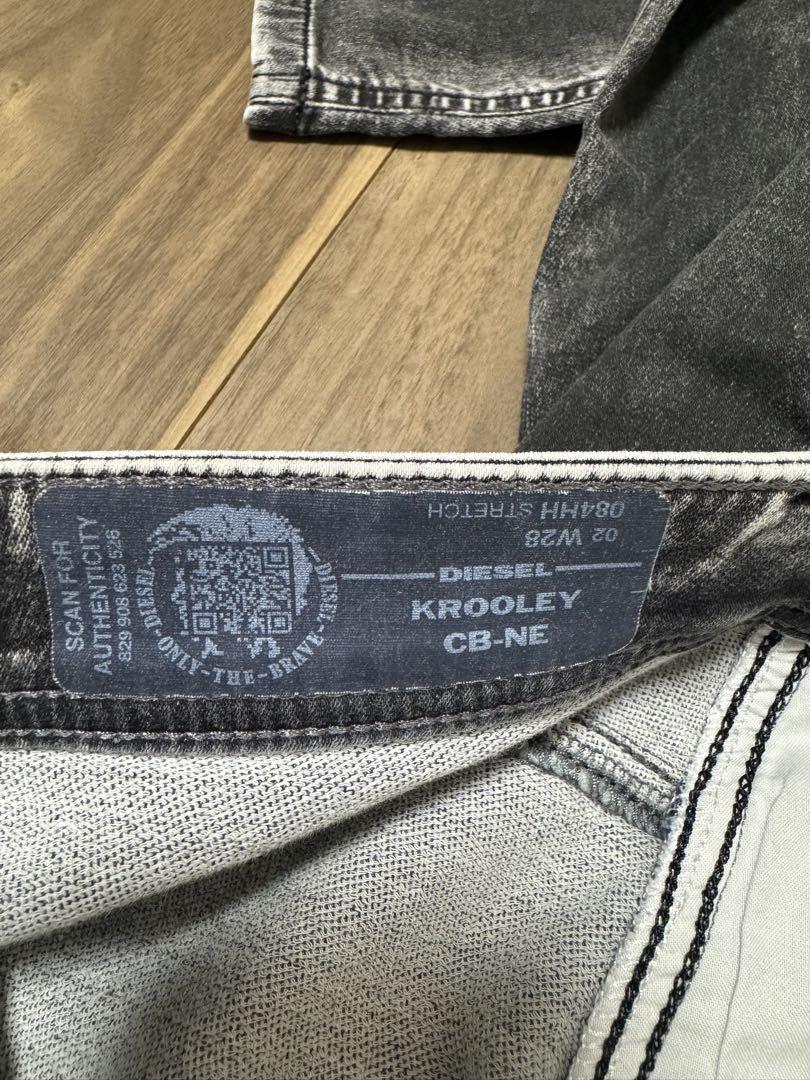 SCAN FOR
AUTHENTICITY
829 908 623 526
DIESEL-ONLY-THE-BRAVE-DIESEL
084HH STRETCH
02 W28
DIESEL
KROOLEY
CB-NE